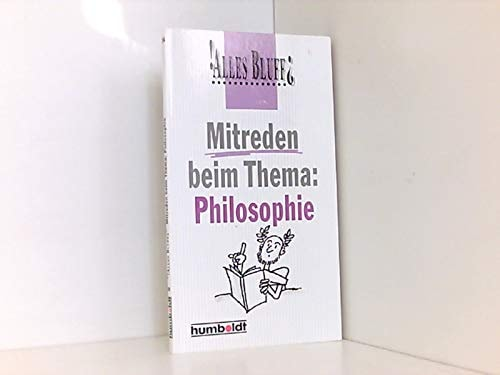 ¡ALLES BLUFF?
Mitreden
beim Thema:
Philosophie
humboldt